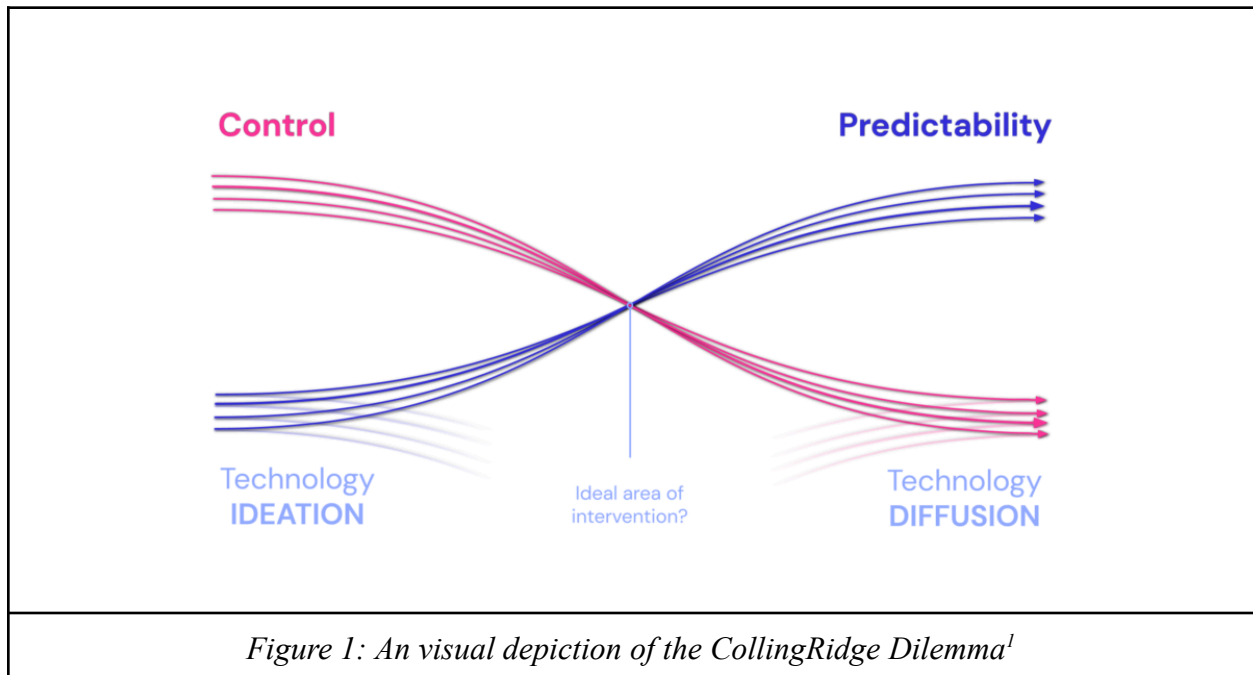 Control
Predictability
Technology
IDEATION
Ideal area of
intervention?
Technology
DIFFUSION
Figure 1: An visual depiction of the CollingRidge Dilemma1